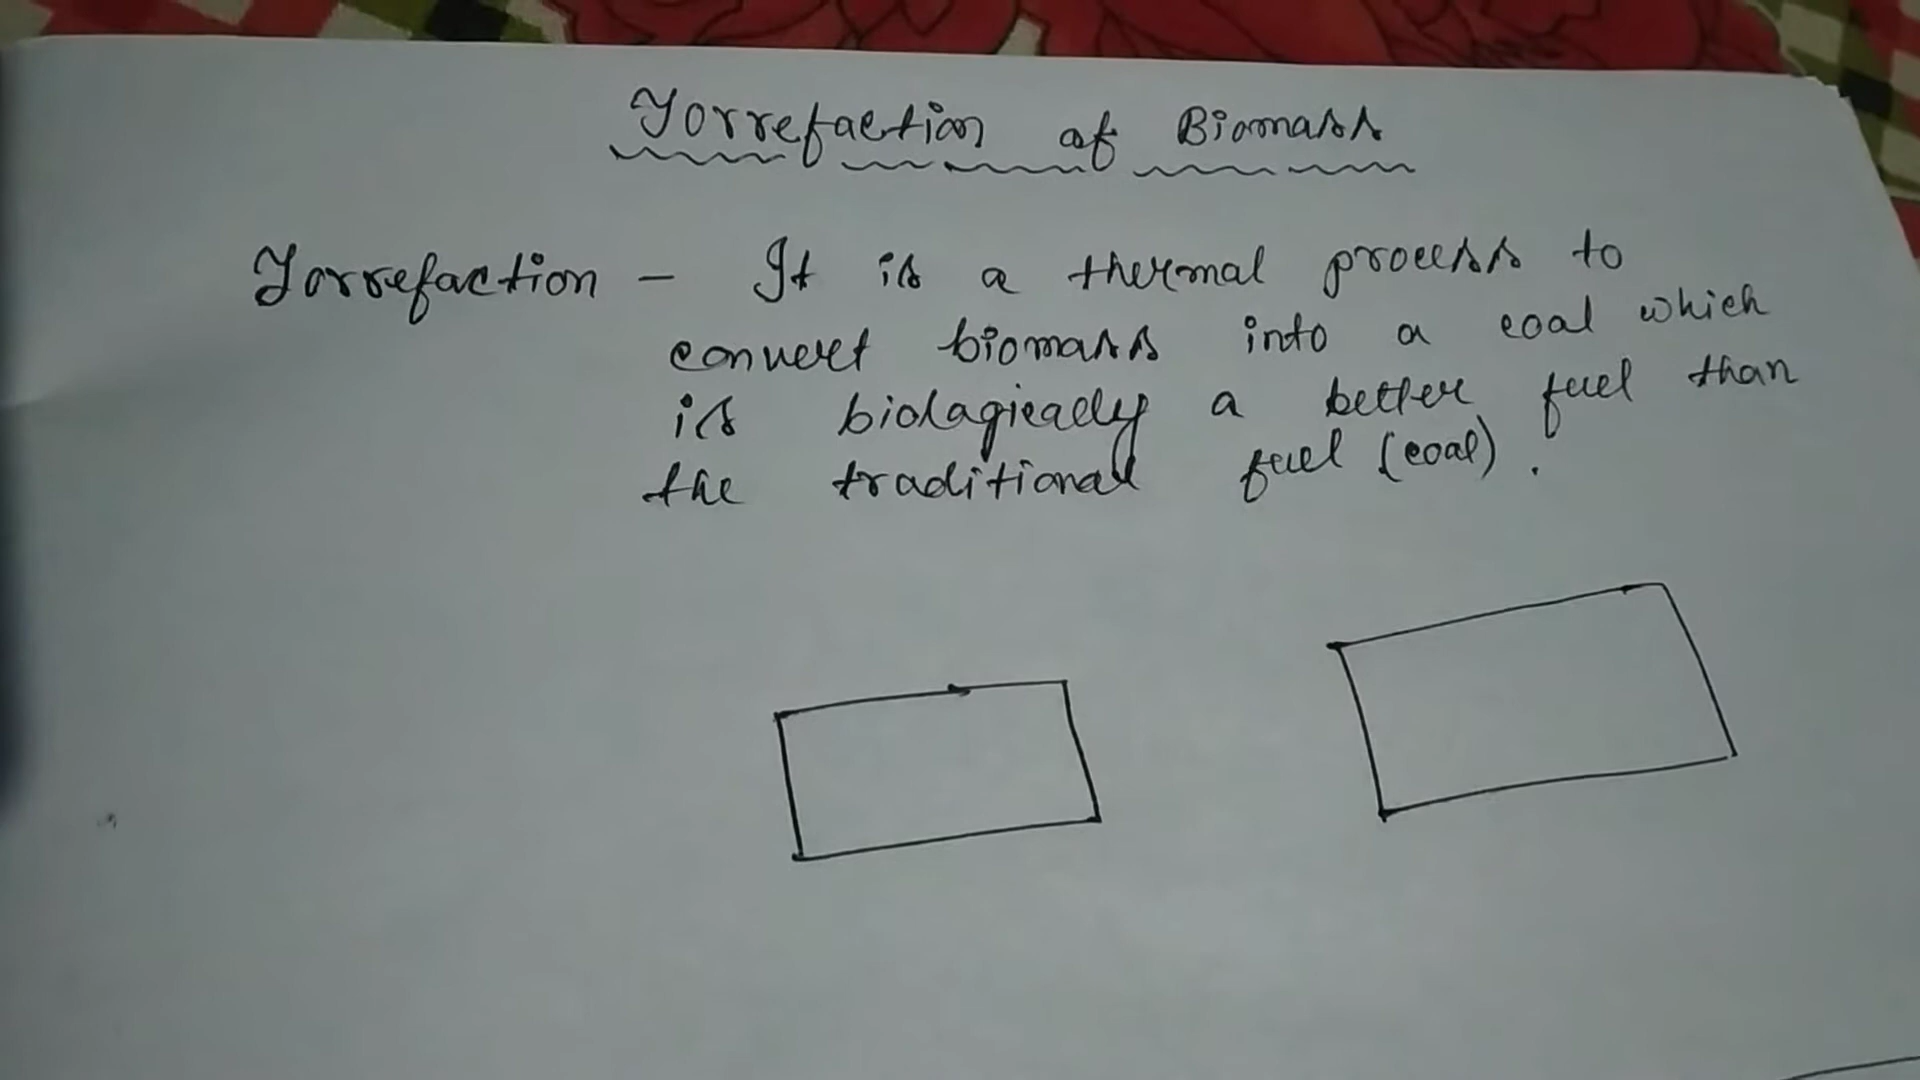 Torrefaction of Biomass
Torrefaction - It is a thermal process to
convert biomass into a coal which
is biologically a better fuel than
the traditional fuel (coal).